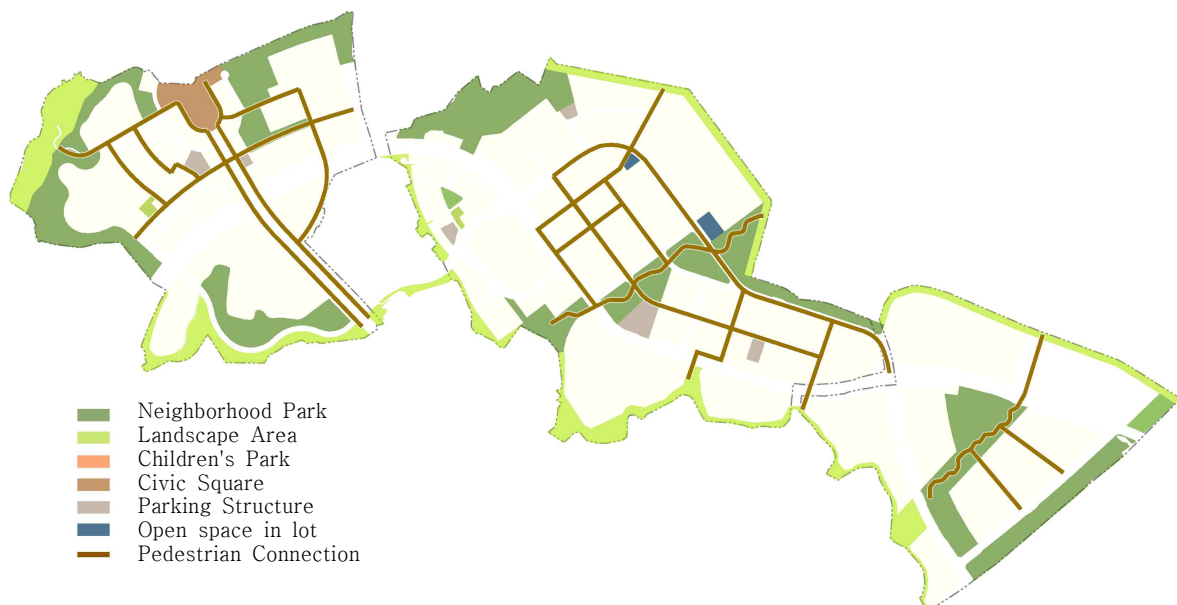 Neighborhood Park
Landscape Area
Children's Park
Civic Square
Parking Structure
Open space in lot
Pedestrian Connection